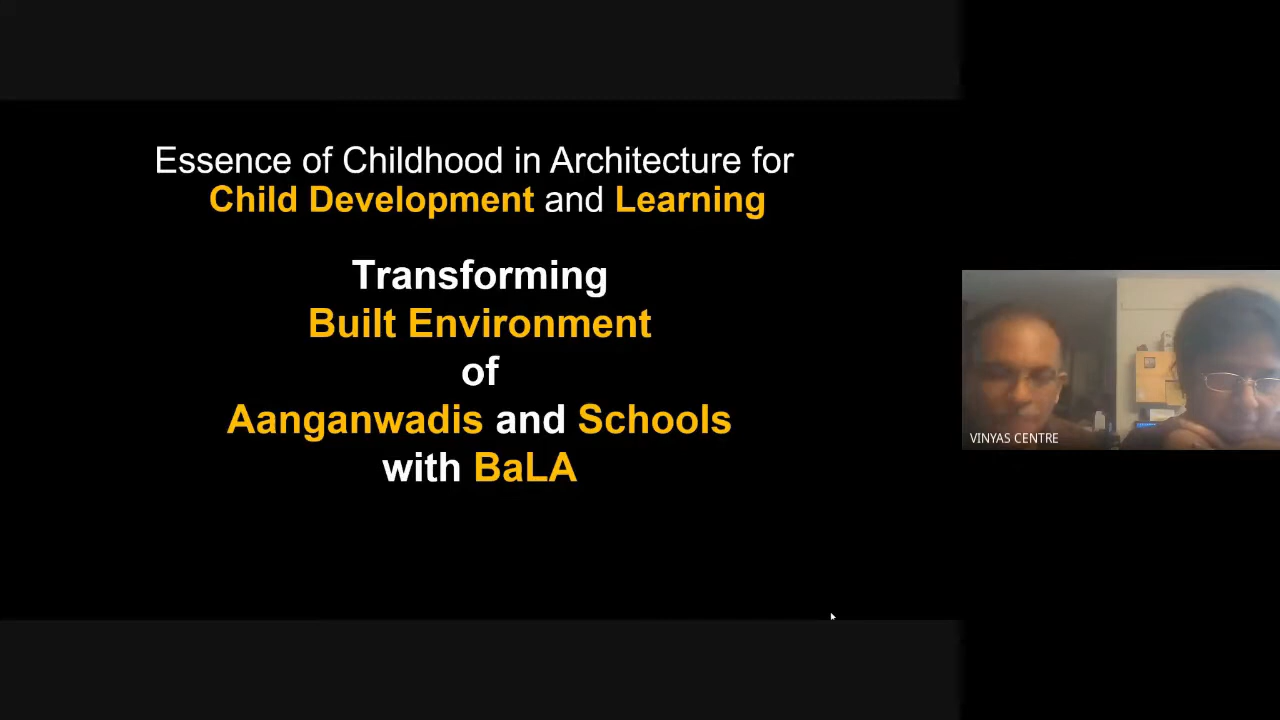 Essence of Childhood in Architecture for
Child Development and Learning
Transforming
Built Environment
of
Aanganwadis and Schools
with BaLA
VINYAS CENTRE